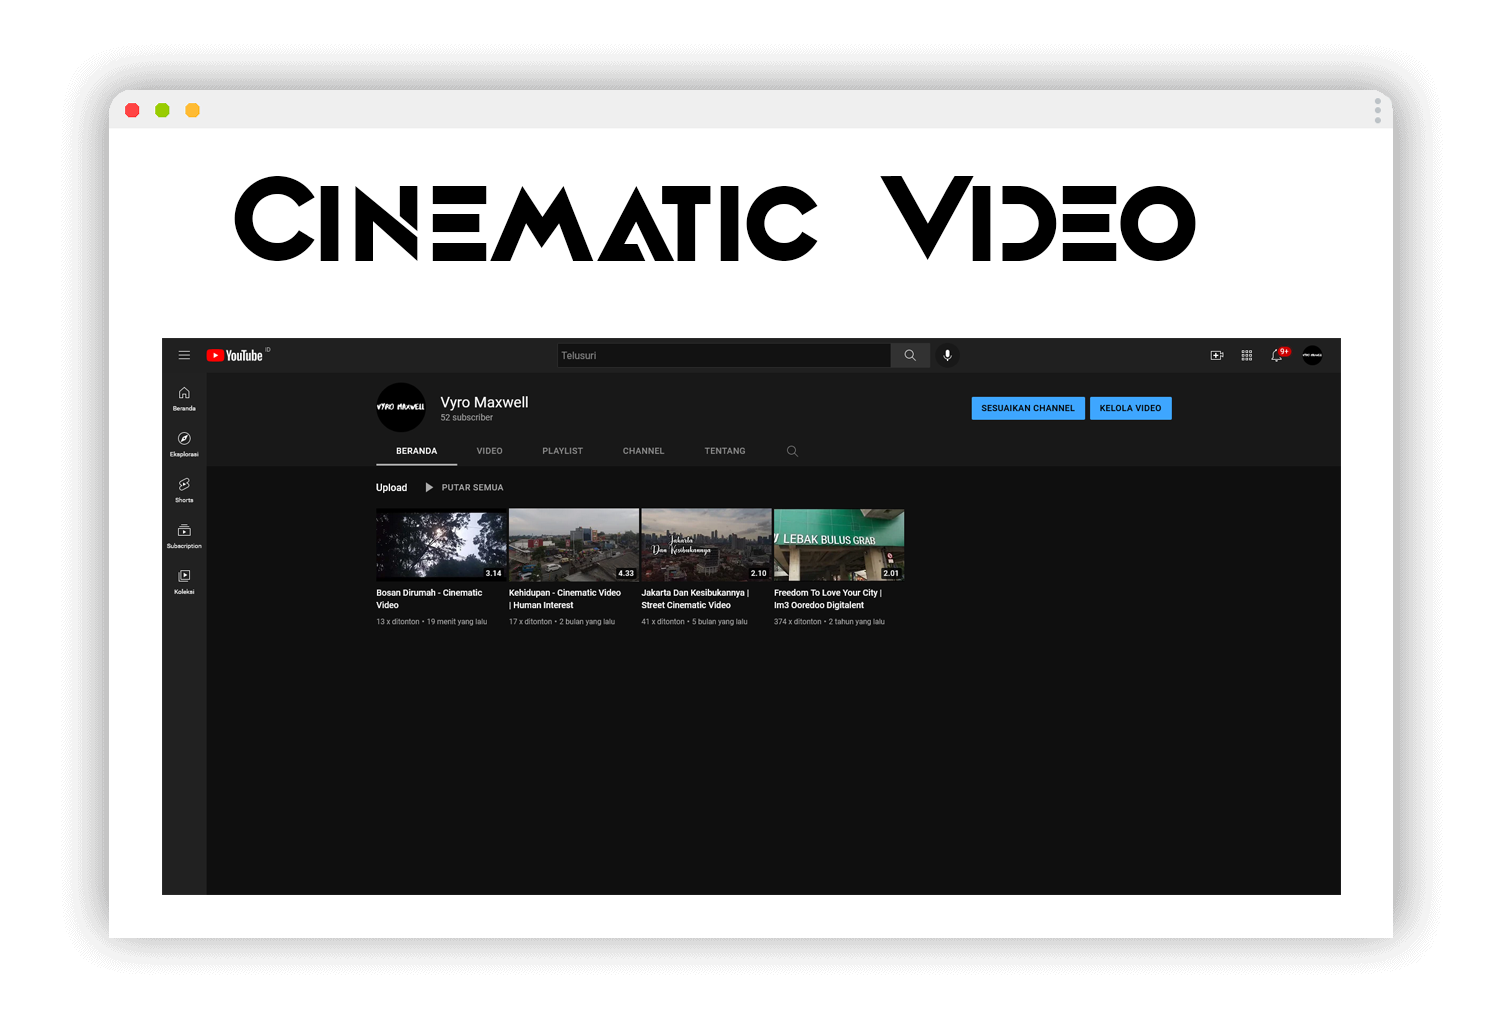 Cinematic Video
YouTube ID
Telusuri
9+
VYRO MAXWELL
Beranda
Eksplorasi
Shorts
Subscription
Koleksi
VYRO MAXWELL
Vyro Maxwell
52 subscriber
SESUAIKAN CHANNEL
KELOLA VIDEO
BERANDA VIDEO PLAYLIST CHANNEL TENTANG
Upload PUTAR SEMUA
3.14
4.33
Jakarta
Dan Kesibukannya
2.10
LEBAK BULUS GRAB
2.01
Bosan Dirumah - Cinematic
Video
13 x ditonton • 19 menit yang lalu
Kehidupan - Cinematic Video
| Human Interest
17 x ditonton • 2 bulan yang lalu
Jakarta Dan Kesibukannya |
Street Cinematic Video
41 x ditonton • 5 bulan yang lalu
Freedom To Love Your City |
Im3 Ooredoo Digitalent
374 x ditonton • 2 tahun yang lalu